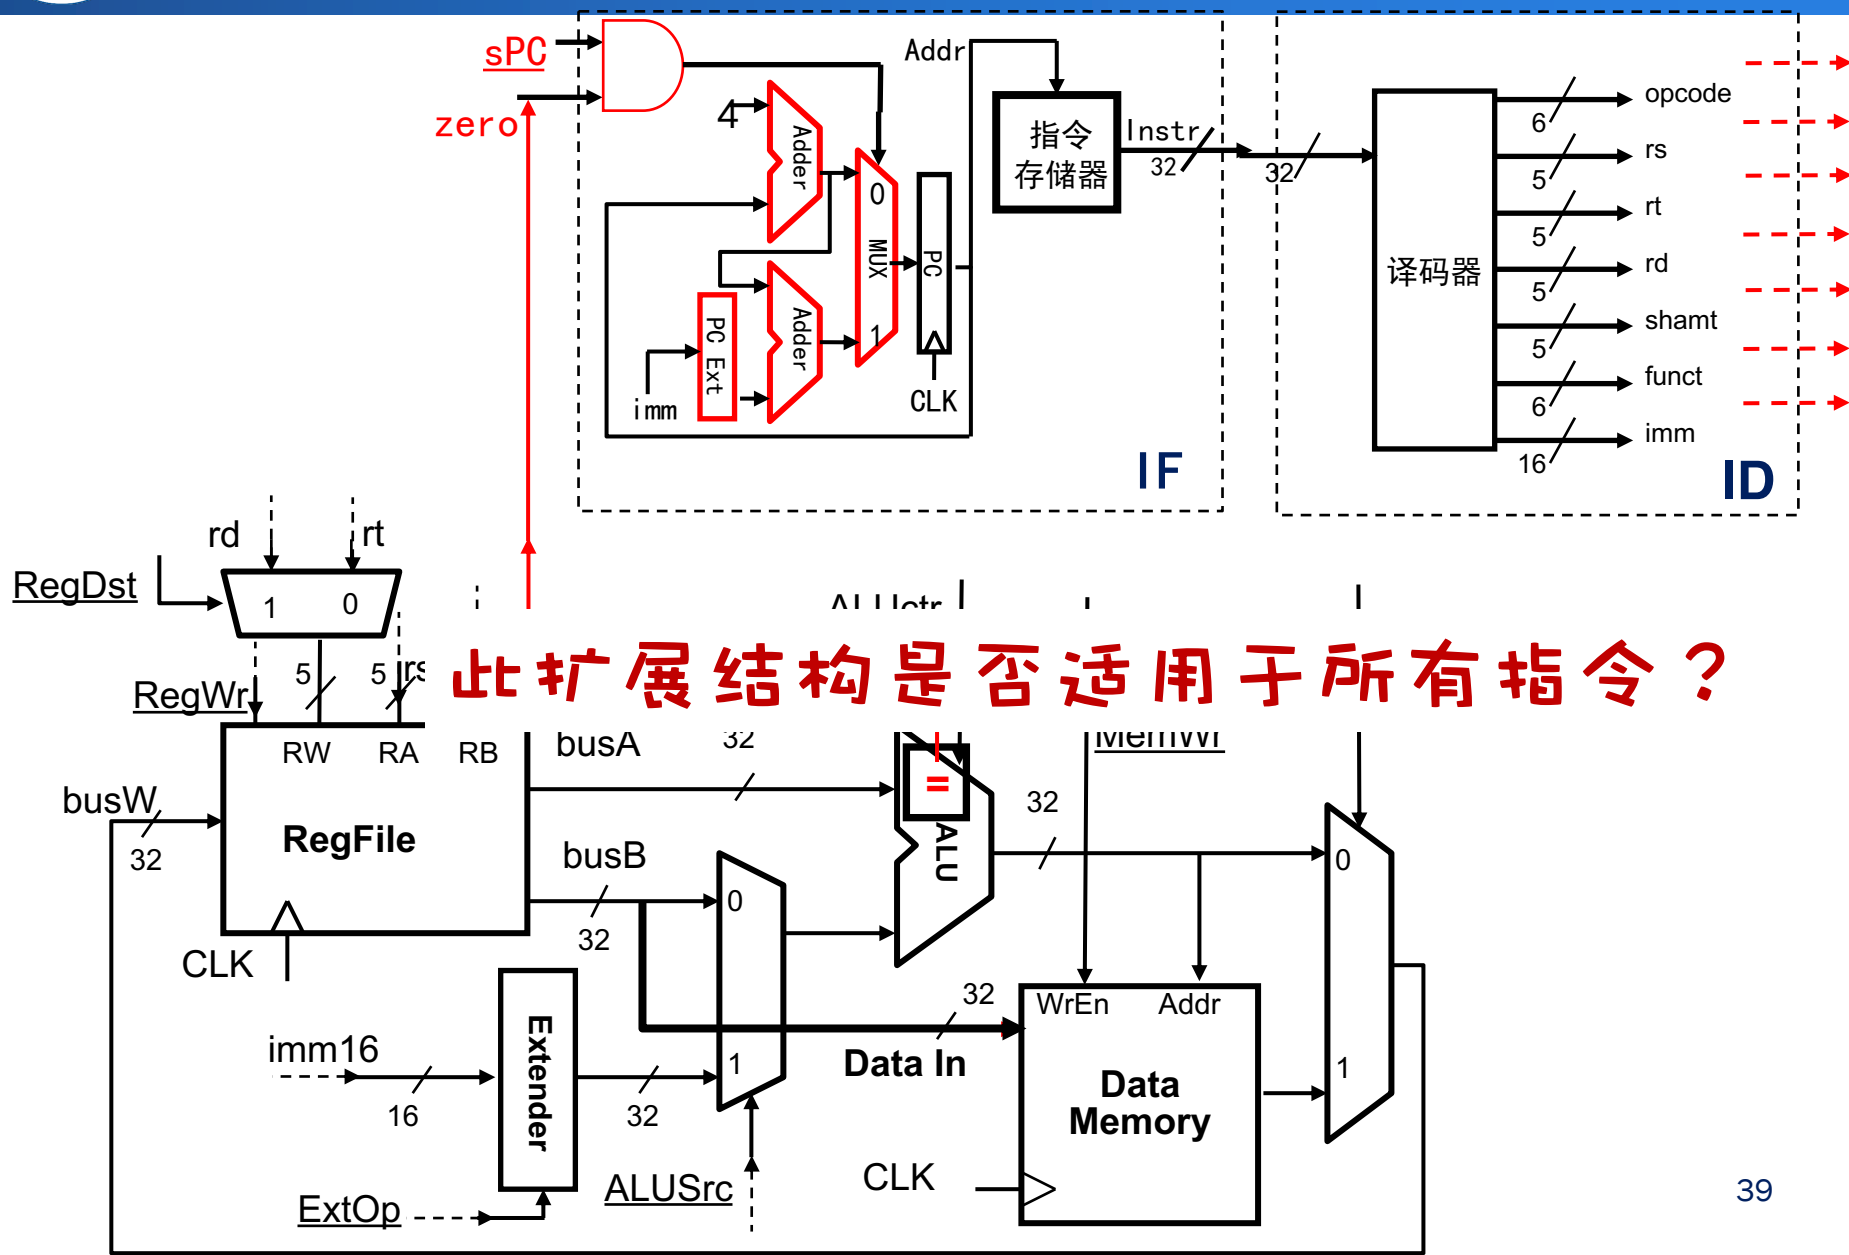 sPC
zero
4
Adder
Adder
PC Ext
imm
0
MUX
1
PC
CLK
Addr
指令
存储器
Instr
32
IF
32
译码器
6
opcode
5
rs
5
rt
5
rd
5
shamt
6
funct
16
imm
ID
rd
rt
RegDst
1
0
ALUctr
此扩展结构是否适用于所有指令？
RegWr
5
5
rs
RW
RA
RB
busA
32
MemWr
busW
32
RegFile
CLK
busB
32
=
ALU
32
0
1
0
1
imm16
16
Extender
32
ExtOp
ALUSrc
32
Data In
WrEn
Addr
Data
Memory
CLK
39